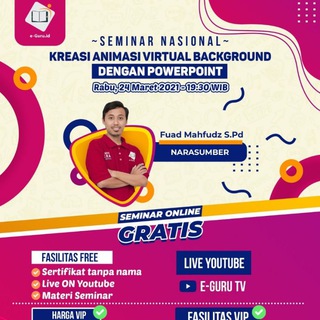 e-Guru.id
~SEMINAR NASIONAL~
KREASI ANIMASI VIRTUAL BACKGROUND
DENGAN POWERPOINT
Rabu, 24 Maret 2021 - 19:30 WIB
Fuad Mahfudz S.Pd
NARASUMBER
SEMINAR ONLINE
GRATIS
FASILITAS FREE
Sertifikat tanpa nama
Live ON Youtube
Materi Seminar
LIVE YOUTUBE
E-GURU TV
HARGA VIP
FASILITAS VIP